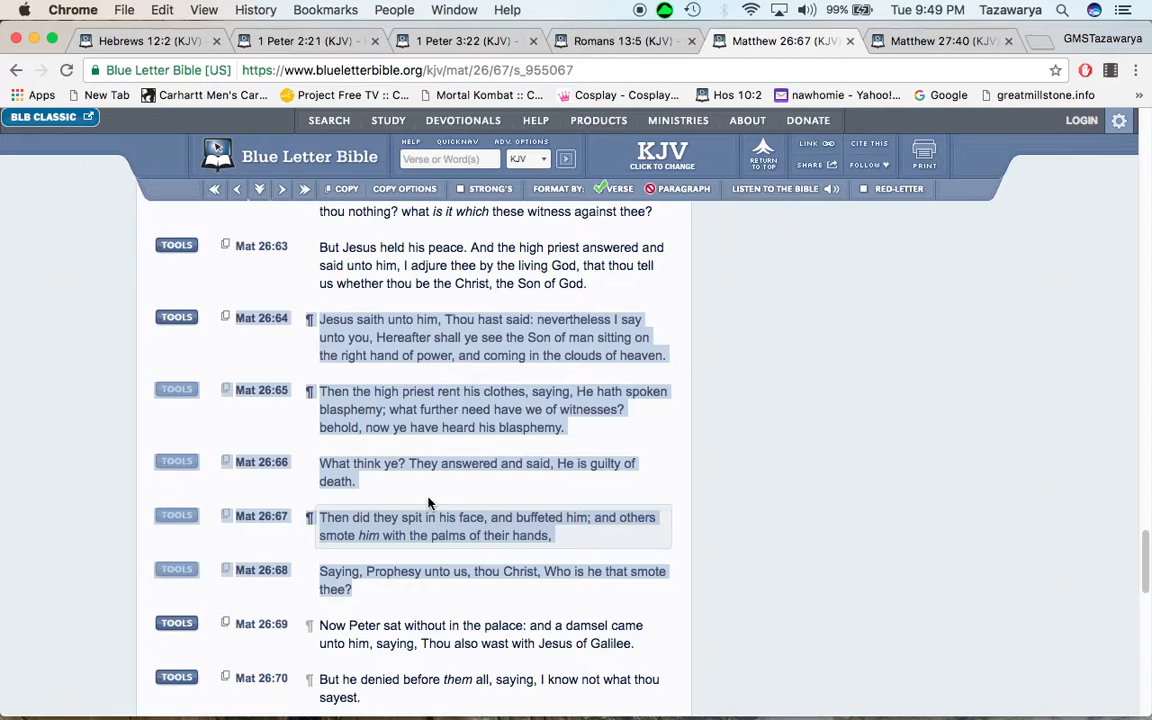 Chrome File Edit View History Bookmarks People Window Help 99% Tue 9:49 PM Tazawarya
Hebrews 12:2 (KJV) 1 Peter 2:21 (KJV) - 1 Peter 3:22 (KJV) - Romans 13:5 (KJV) - Matthew 26:67 (KJV) Matthew 27:40 (KJV) GMSTazawarya
Blue Letter Bible [US] https://www.blueletterbible.org/kjv/mat/26/67/s_955067
Apps New Tab Carhartt Men's Car... Project Free TV :: C... Mortal Kombat :: C... Cosplay - Cosplay... Hos 10:2 nawhomie - Yahoo!... Google greatmillstone.info »
BLB CLASSIC SEARCH STUDY DEVOTIONALS HELP PRODUCTS MINISTRIES ABOUT DONATE LOGIN
HELP QUICKNAV ADV. OPTIONS
Blue Letter Bible Verse or Word(s) KJV
KJV
CLICK TO CHANGE
RETURN
TO TOP
LINK CITE THIS
SHARE FOLLOW PRINT
COPY COPY OPTIONS STRONG'S FORMAT BY: VERSE PARAGRAPH LISTEN TO THE BIBLE RED-LETTER
thou nothing? what is it which these witness against thee?
TOOLS Mat 26:63 But Jesus held his peace. And the high priest answered and
said unto him, I adjure thee by the living God, that thou tell
us whether thou be the Christ, the Son of God.
TOOLS Mat 26:64 ¶ Jesus saith unto him, Thou hast said: nevertheless I say
unto you, Hereafter shall ye see the Son of man sitting on
the right hand of power, and coming in the clouds of heaven.
TOOLS Mat 26:65 ¶ Then the high priest rent his clothes, saying, He hath spoken
blasphemy; what further need have we of witnesses?
behold, now ye have heard his blasphemy.
TOOLS Mat 26:66 What think ye? They answered and said, He is guilty of
death.
TOOLS Mat 26:67 ¶ Then did they spit in his face, and buffeted him; and others
smote him with the palms of their hands,
TOOLS Mat 26:68 Saying, Prophesy unto us, thou Christ, Who is he that smote
thee?
TOOLS Mat 26:69 ¶ Now Peter sat without in the palace: and a damsel came
unto him, saying, Thou also wast with Jesus of Galilee.
TOOLS Mat 26:70 ¶ But he denied before them all, saying, I know not what thou
sayest.